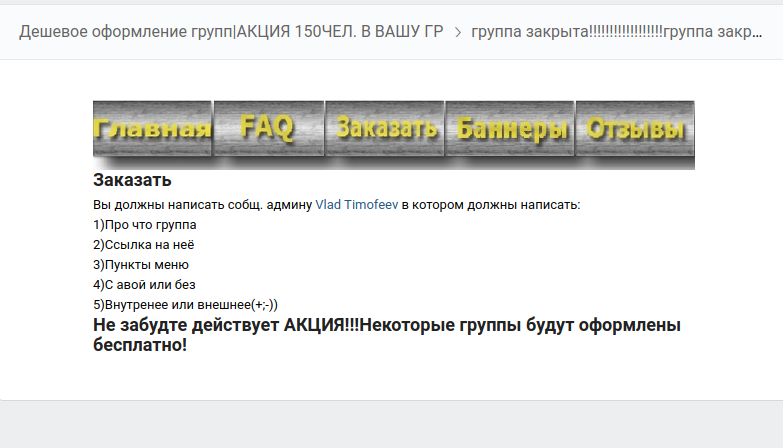 Дешевое оформление групп|АКЦИЯ 150ЧЕЛ. В ВАШУ ГР > группа закрыта!!!!!!!!!!!!!!!!!!группа закр...
Главная FAQ Заказать Баннеры Отзывы
Заказать
Вы должны написать собщ. админу Vlad Timofeev в котором должны написать:
1)Про что группа
2)Ссылка на неё
3)Пункты меню
4)С авой или без
5)Внутренее или внешнее(+;-))
Не забудте действует АКЦИЯ!!!Некоторые группы будут оформлены
бесплатно!